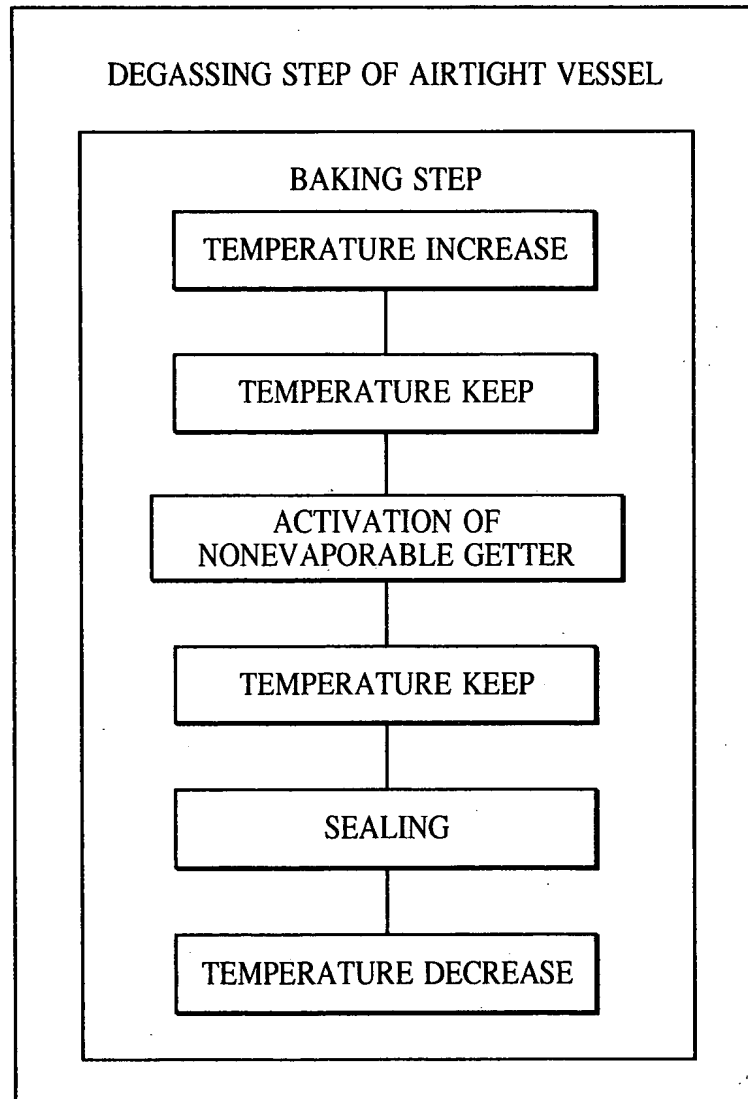 DEGASSING STEP OF AIRTIGHT VESSEL
BAKING STEP
TEMPERATURE INCREASE
TEMPERATURE KEEP
ACTIVATION OF
NONEVAPORABLE GETTER
TEMPERATURE KEEP
SEALING
TEMPERATURE DECREASE